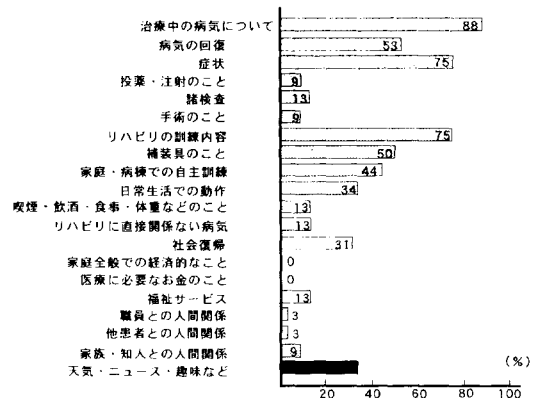 治療中の病気について 88
病気の回復 53
症状 75
投薬・注射のこと 9
諸検査 13
手術のこと 9
リハビリの訓練内容 75
補装具のこと 50
家庭・病棟での自主訓練 44
日常生活での動作 34
喫煙・飲酒・食事・体重などのこと 13
リハビリに直接関係ない病気 13
社会復帰 31
家庭全般での経済的なこと 0
医療に必要なお金のこと 0
福祉サービス 13
職員との人間関係 3
他患者との人間関係 3
家族・知人との人間関係 9
天気・ニュース・趣味など
(%)
20 40 60 80 100